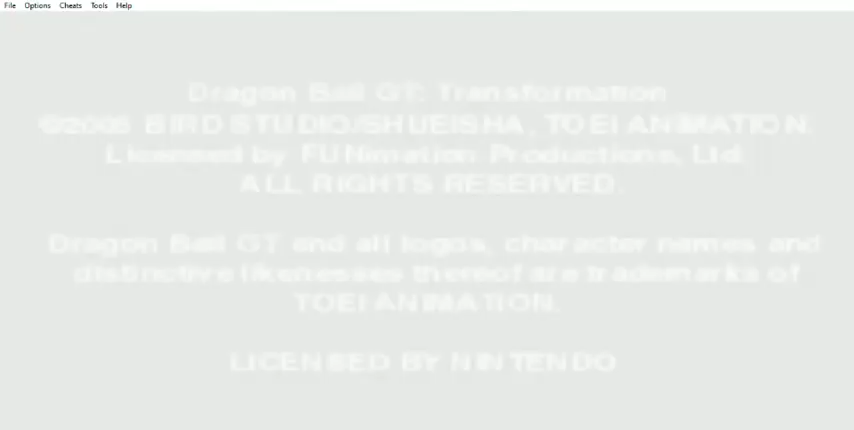 File Options Cheats Tools Help
Dragon Ball GT: Transformation
©2005 BIRD STUDIO/SHUEISHA, TOEI ANIMATION.
Licensed by FUNimation Productions, Ltd.
ALL RIGHTS RESERVED.
Dragon Ball GT and all logos, character names and
distinctive likenesses thereof are trademarks of
TOEI ANIMATION.
LICENSED BY NINTENDO